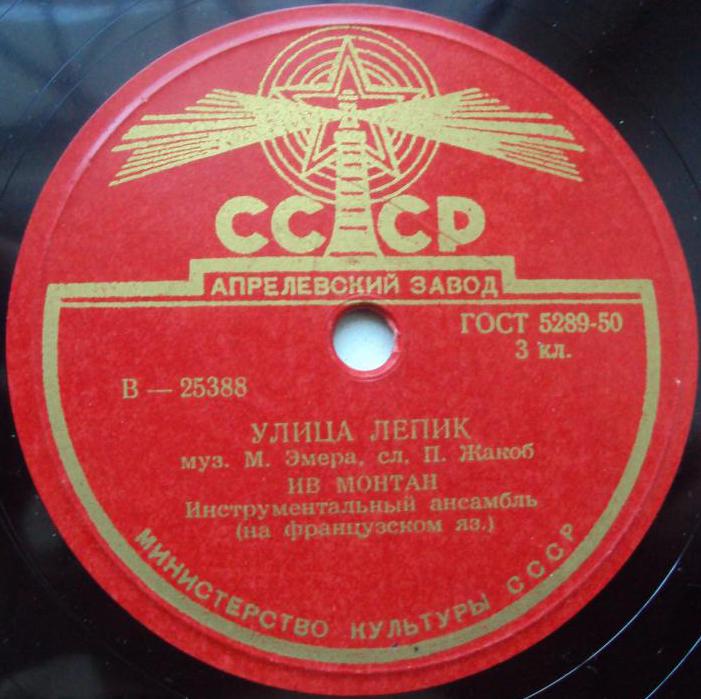 СССР
АПРЕЛЕВСКИЙ ЗАВОД
ГОСТ 5289-50
3 кл.
В — 25388
УЛИЦА ЛЕПИК
муз. М. Эмера, сл. П. Жакоб
ИВ МОНТАН
Инструментальный ансамбль
(на французском яз.)
МИНИСТЕРСТВО КУЛЬТУРЫ СССР